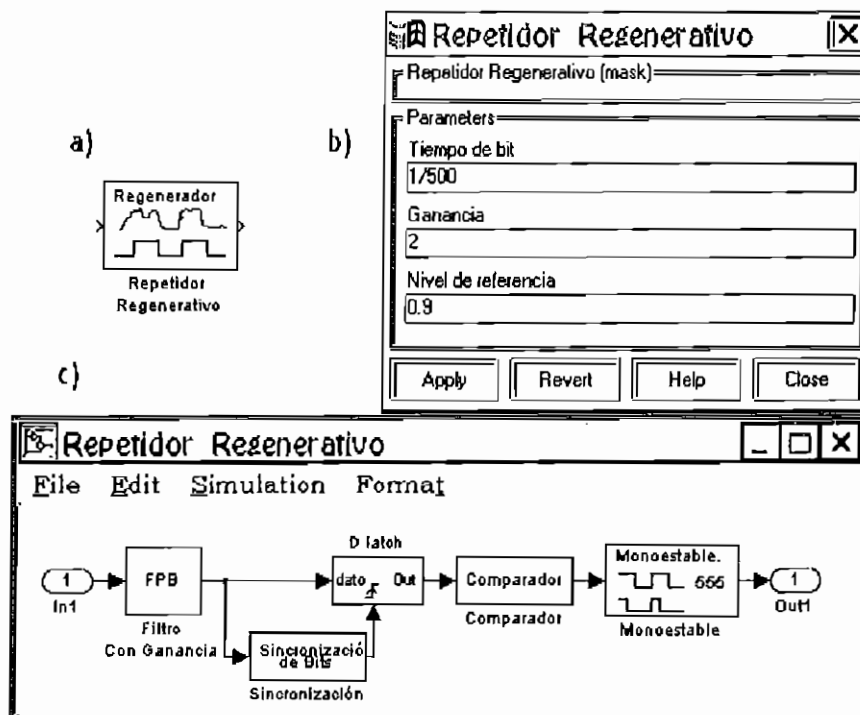 a)
Regenerador
Repetidor
Regenerativo
b)
Repetidor Regenerativo
Repetidor Regenerativo (mask)
Parameters
Tiempo de bit
1/500
Ganancia
2
Nivel de referencia
0.9
Apply Revert Help Close
c)
Repetidor Regenerativo
File Edit Simulation Format
1
In1
FPB
Filtro
Con Ganancia
Sincronizació
de Bits
Sincronización
D latch
dato Out
Comparador
Comparador
Monoestable.
555
Monoestable
1
Out1